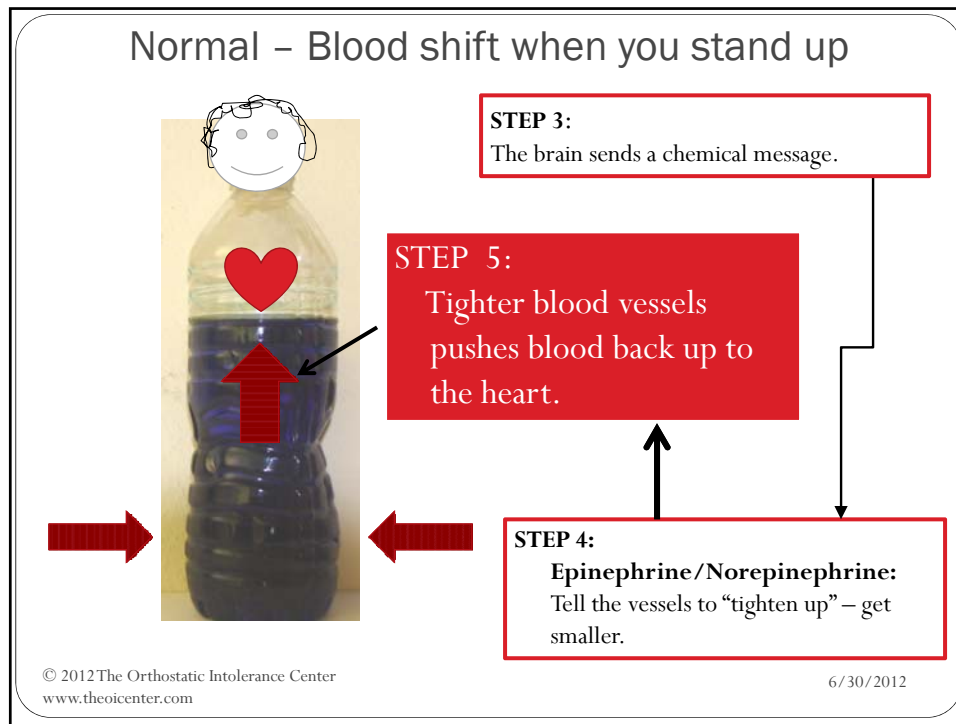 Normal – Blood shift when you stand up
STEP 3:
The brain sends a chemical message.
STEP 5:
Tighter blood vessels
pushes blood back up to
the heart.
STEP 4:
Epinephrine/Norepinephrine:
Tell the vessels to “tighten up” – get
smaller.
© 2012 The Orthostatic Intolerance Center
www.theoicenter.com
6/30/2012